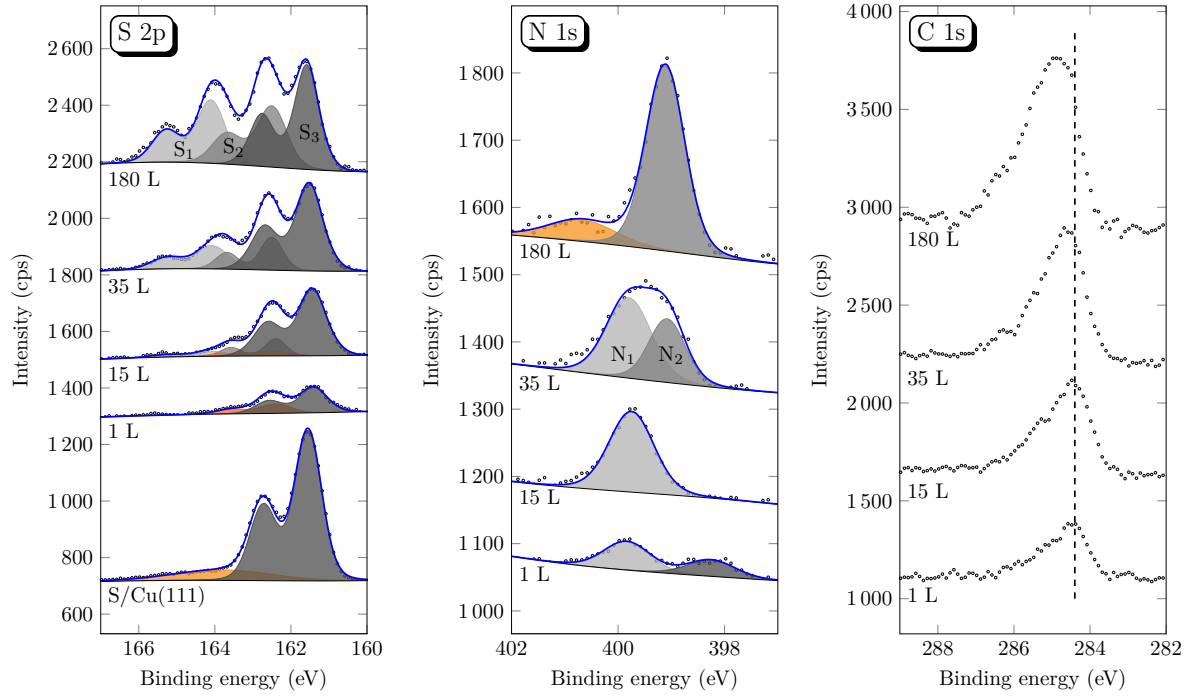 S 2p
2 600
2 400
2 200
2 000
1 800
1 600
1 400
1 200
1 000
800
600
Intensity (cps)
S1
S2
S3
180 L
35 L
15 L
1 L
S/Cu(111)
166
164
162
160
Binding energy (eV)
N 1s
1 800
1 700
1 600
1 500
1 400
1 300
1 200
1 100
1 000
Intensity (cps)
180 L
N1
N2
35 L
15 L
1 L
402
400
398
Binding energy (eV)
C 1s
4 000
3 500
3 000
2 500
2 000
1 500
1 000
Intensity (cps)
180 L
35 L
15 L
1 L
288
286
284
282
Binding energy (eV)